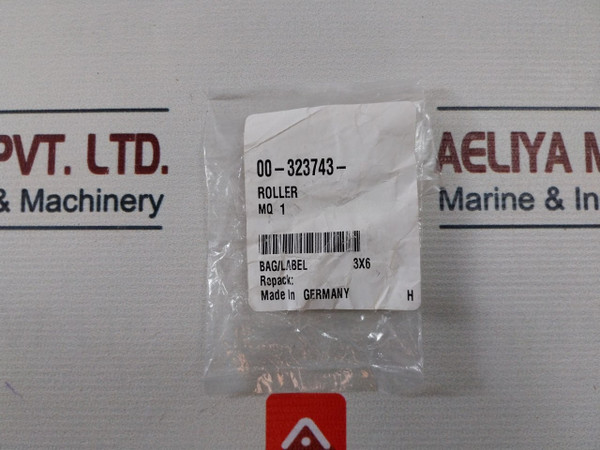 PVT. LTD.
& Machinery
AELIYA M
Marine & In
00-323743-
ROLLER
MQ 1
BAG/LABEL 3X6
Repack:
Made in GERMANY H